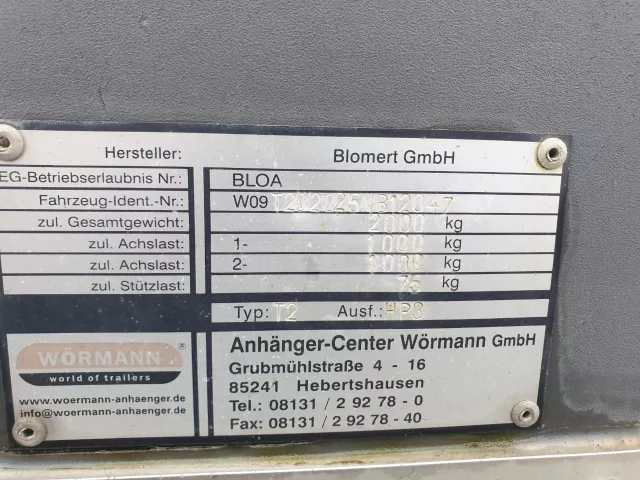 Hersteller: Blomert GmbH
EG-Betriebserlaubnis Nr.: BLOA
Fahrzeug-Ident.-Nr.: W09
zul. Gesamtgewicht: 2000 kg
zul. Achslast: 1- 1000 kg
zul. Achslast: 2- kg
zul. Stützlast: 75 kg
Typ: T2 Ausf.: HP3
WÖRMANN ®
world of trailers
www.woermann-anhaenger.de
info@woermann-anhaenger.de
Anhänger-Center Wörmann GmbH
Grubmühlstraße 4 - 16
85241 Hebertshausen
Tel.: 08131 / 2 92 78 - 0
Fax: 08131 / 2 92 78 - 40